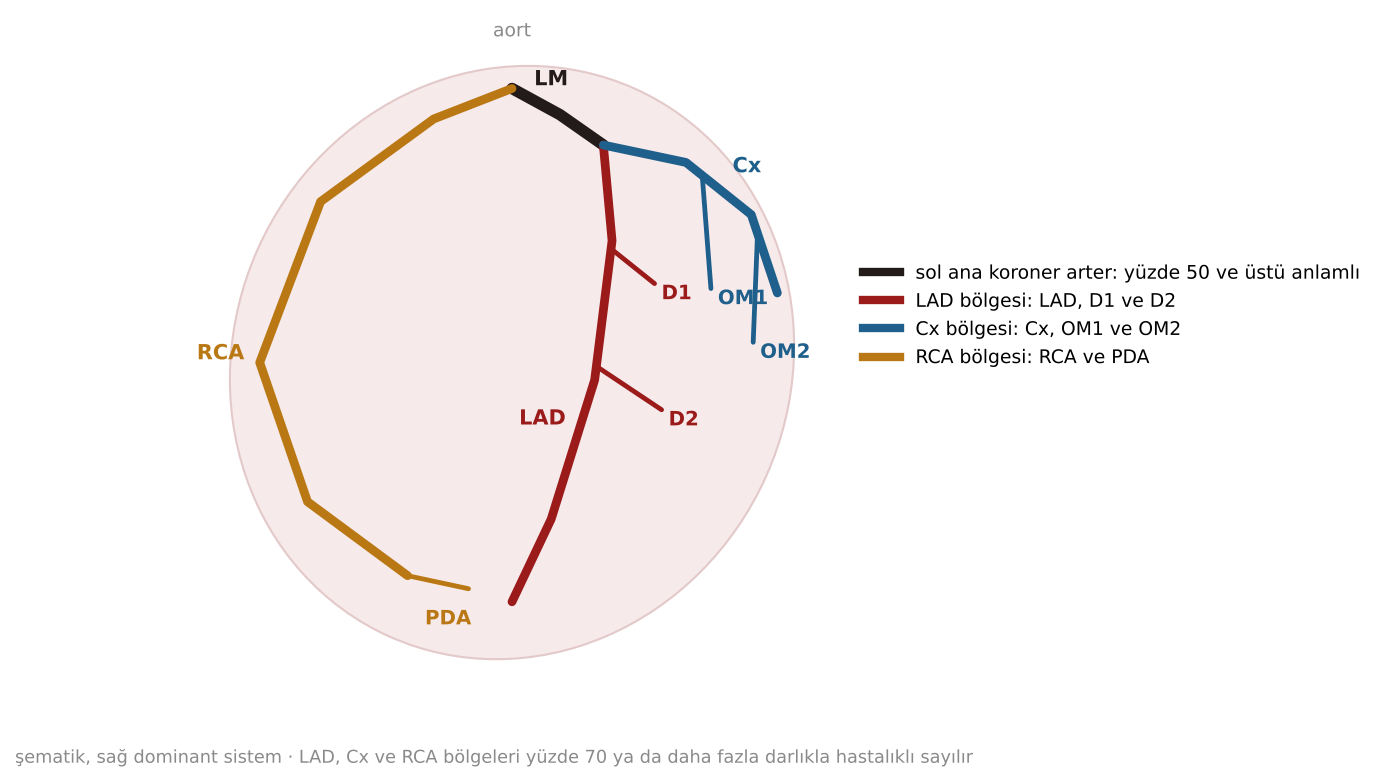 aort
LM
Cx
D1
OM1
OM2
RCA
LAD
D2
PDA
sol ana koroner arter: yüzde 50 ve üstü anlamlı
LAD bölgesi: LAD, D1 ve D2
Cx bölgesi: Cx, OM1 ve OM2
RCA bölgesi: RCA ve PDA
şematik, sağ dominant sistem · LAD, Cx ve RCA bölgeleri yüzde 70 ya da daha fazla darlıkla hastalıklı sayılır